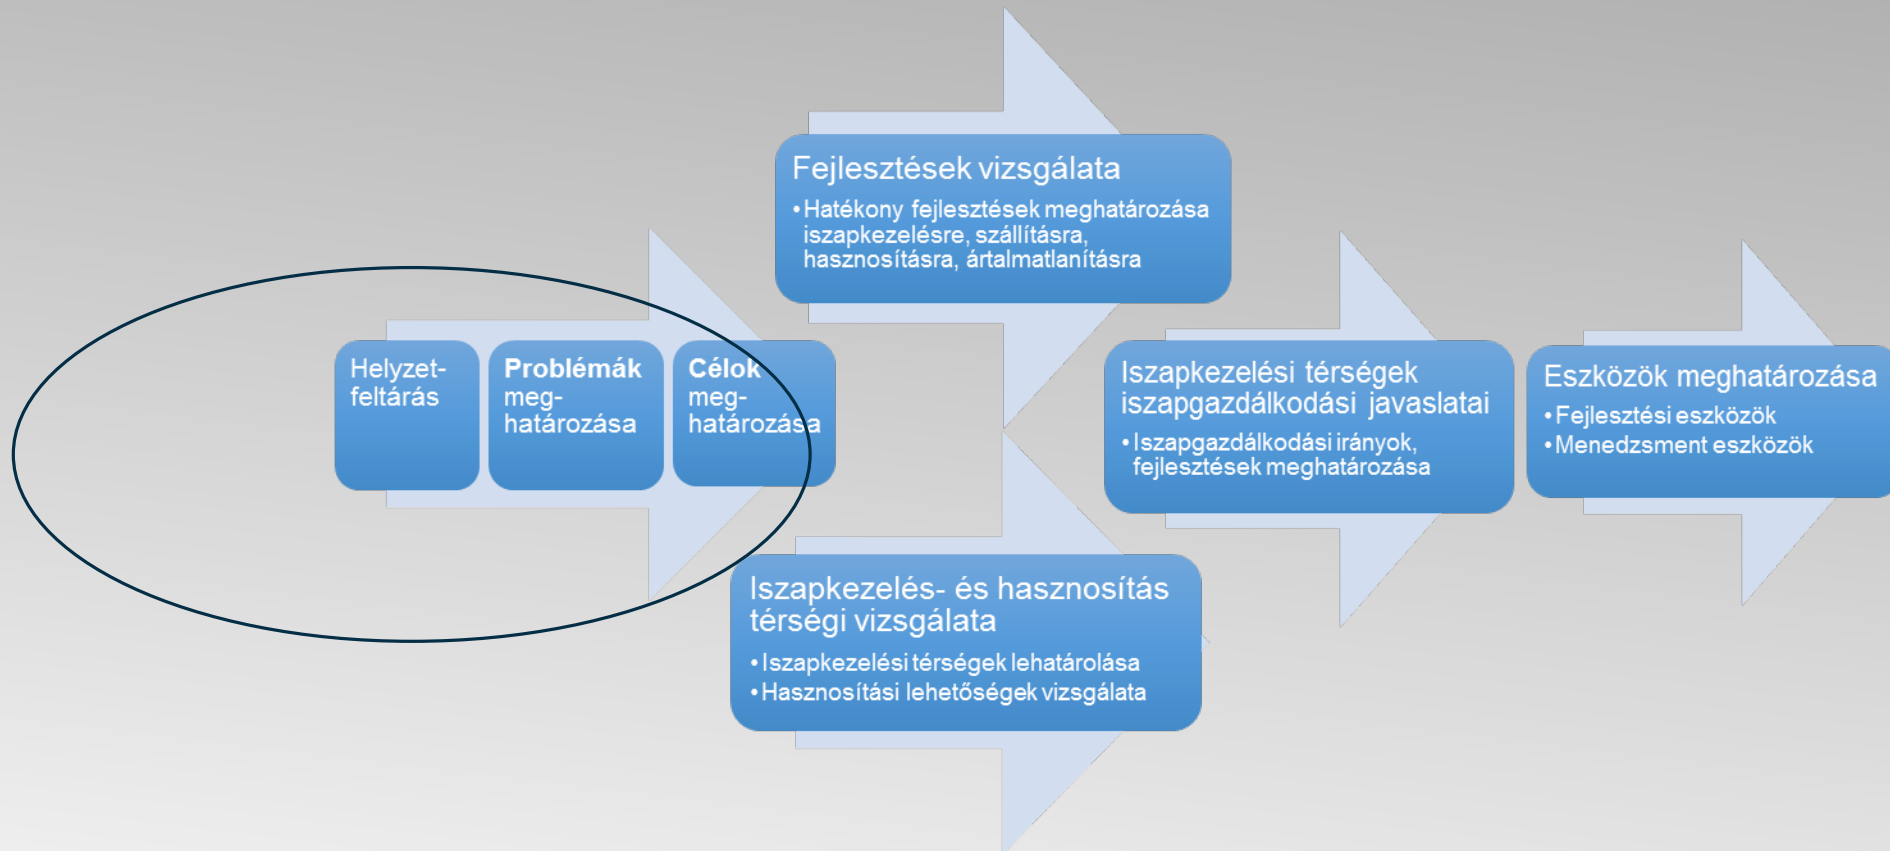 Fejlesztések vizsgálata
•Hatékony fejlesztések meghatározása
iszapkezelésre, szállításra,
hasznosításra, ártalmatlanításra
Helyzet-
feltárás
Problémák
meg-
határozása
Célok
meg-
határozása
Iszapkezelés- és hasznosítás
térségi vizsgálata
•Iszapkezelési térségek lehatárolása
•Hasznosítási lehetőségek vizsgálata
Iszapkezelési térségek
iszapgazdálkodási javaslatai
•Iszapgazdálkodási irányok,
fejlesztések meghatározása
Eszközök meghatározása
•Fejlesztési eszközök
•Menedzsment eszközök